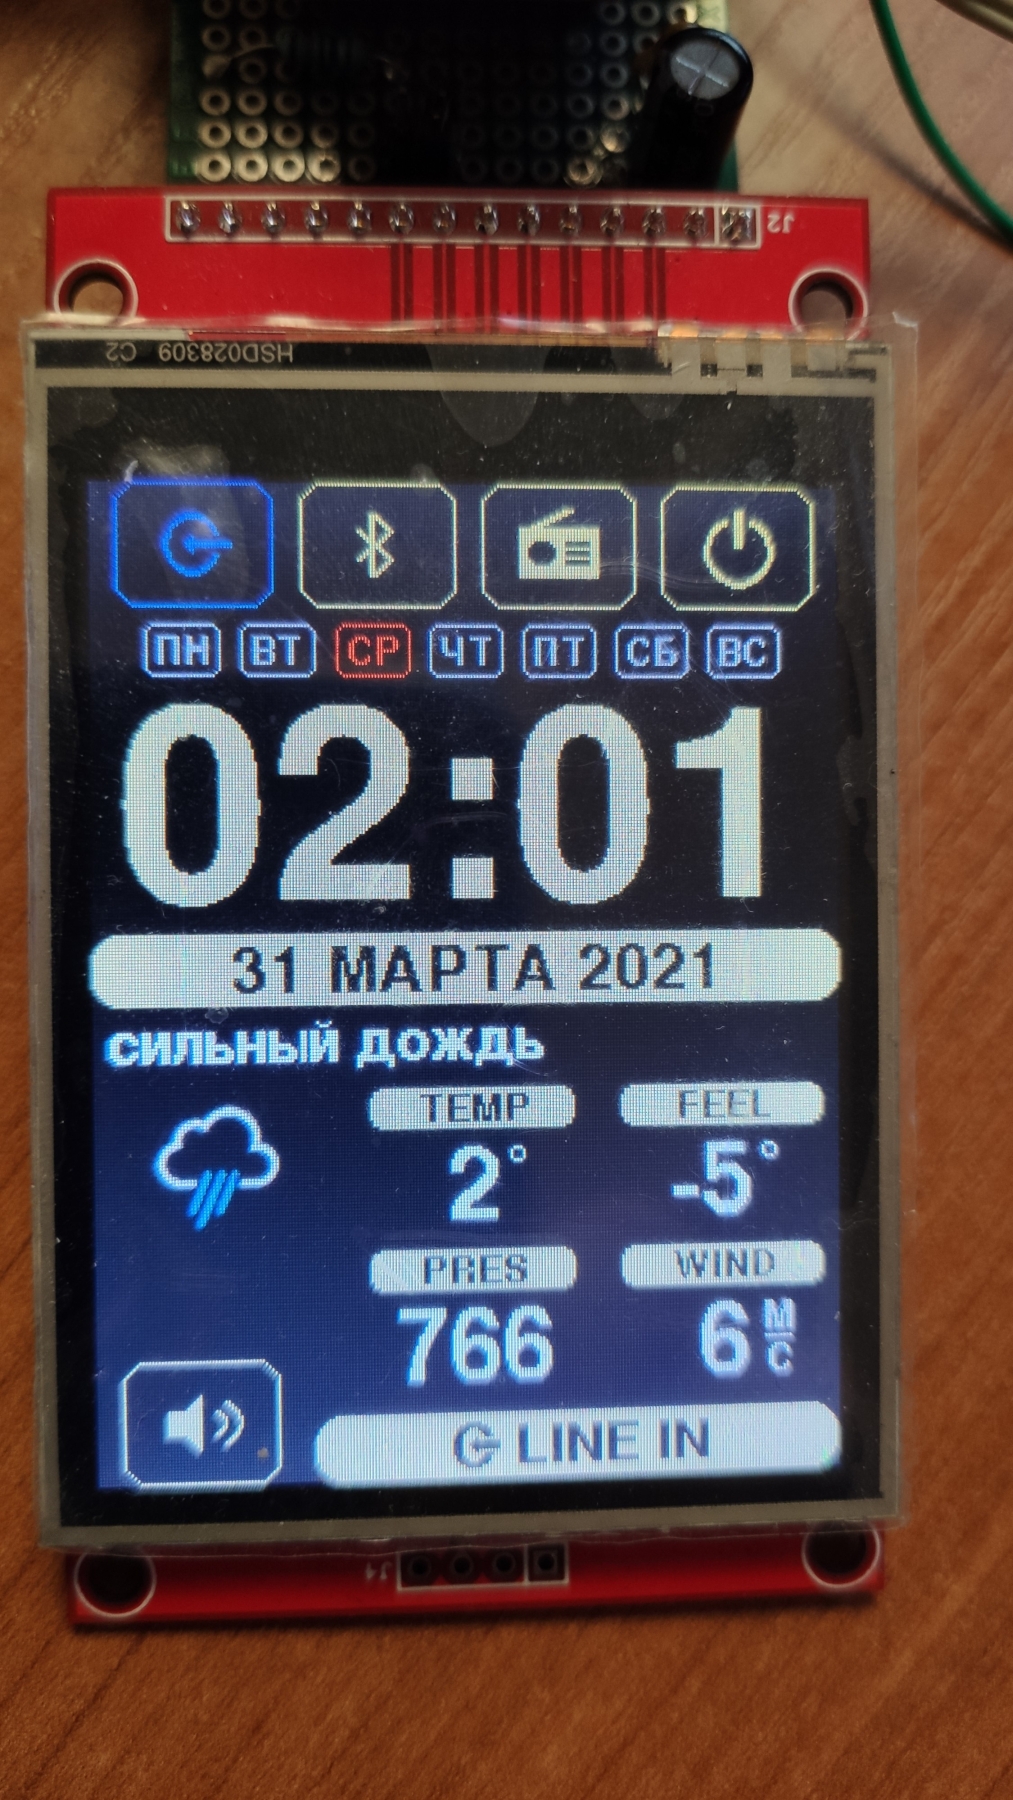 J2
HSD028309 C2
ПН ВТ СР ЧТ ПТ СБ ВС
02:01
31 МАРТА 2021
сильный дождь
TEMP FEEL
2° -5°
PRES WIND
766 6 М/С
LINE IN
J4